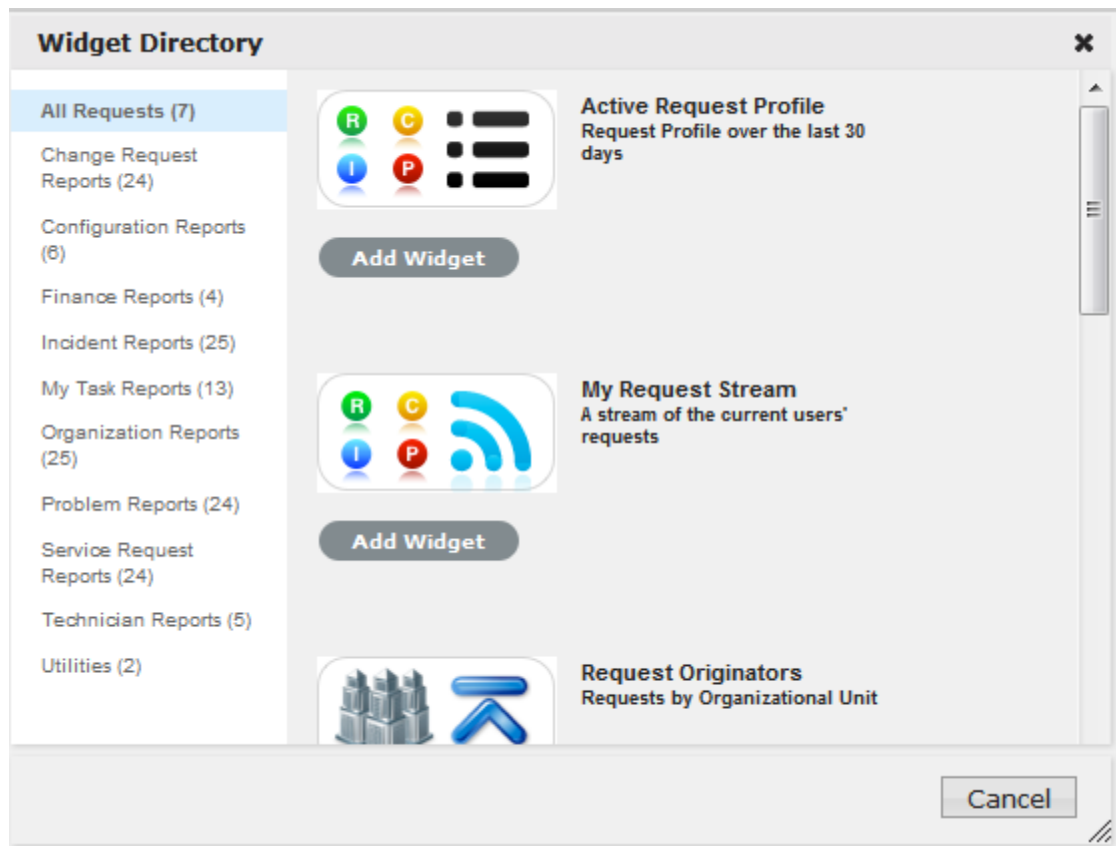 Widget Directory
All Requests (7)
Change Request
Reports (24)
Configuration Reports
(6)
Finance Reports (4)
Incident Reports (25)
My Task Reports (13)
Organization Reports
(25)
Problem Reports (24)
Service Request
Reports (24)
Technician Reports (5)
Utilities (2)
R C
I P
Active Request Profile
Request Profile over the last 30
days
Add Widget
R C
I P
My Request Stream
A stream of the current users'
requests
Add Widget
Request Originators
Requests by Organizational Unit
Cancel